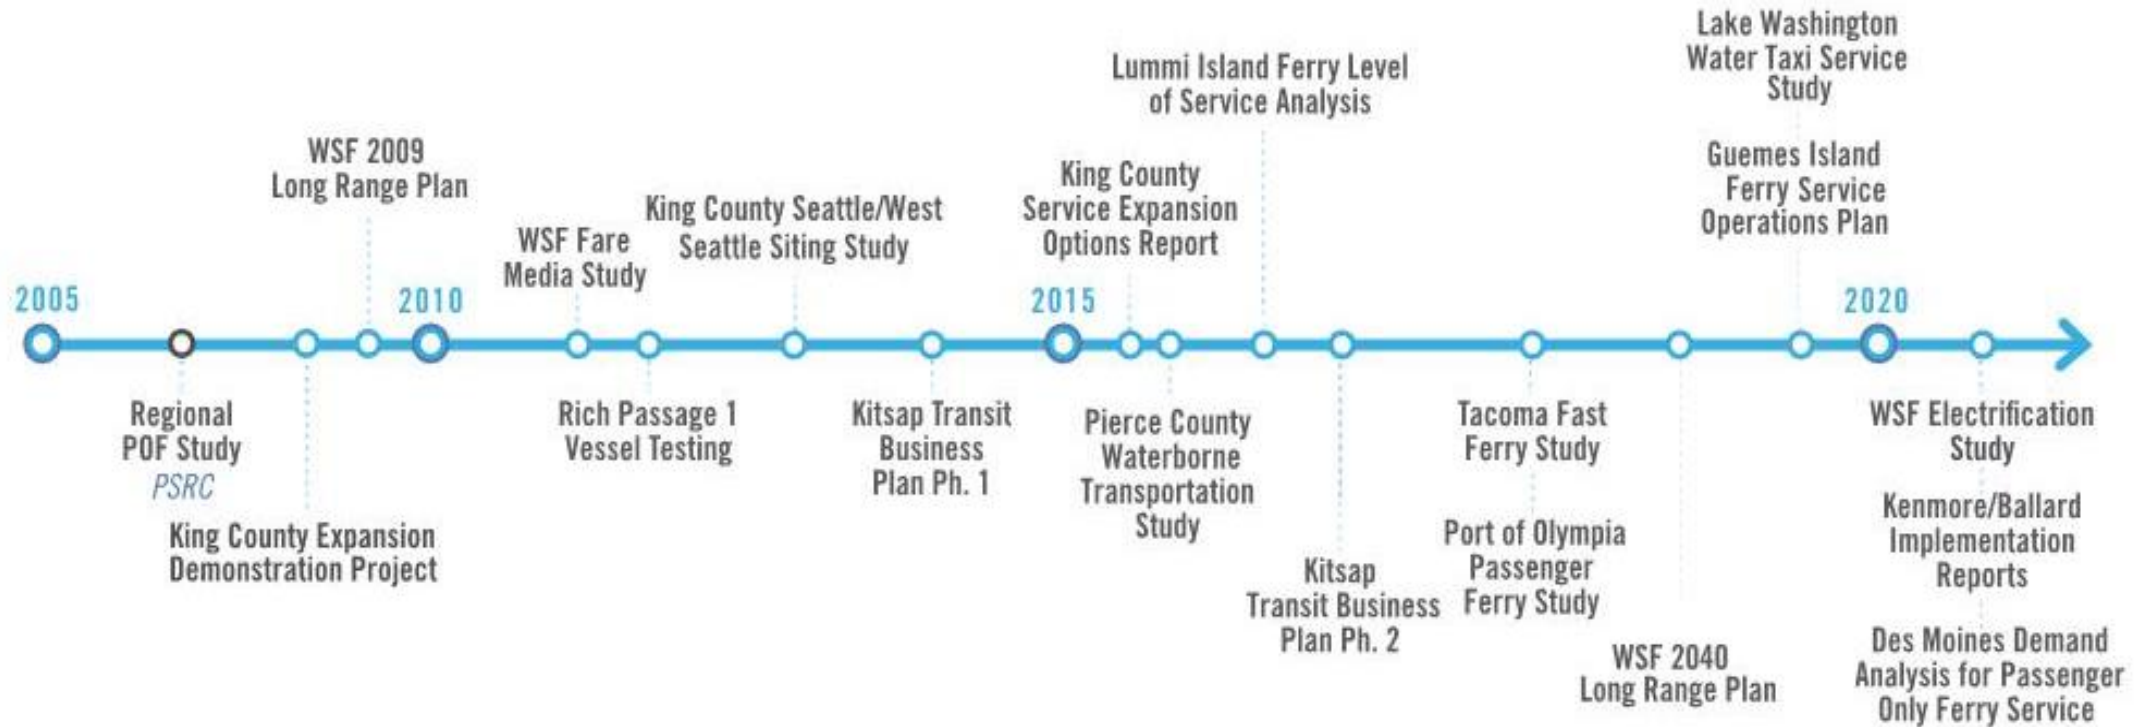 Lake Washington
Water Taxi Service
Study
Lummi Island Ferry Level
of Service Analysis
WSF 2009
Long Range Plan
King County
Service Expansion
Options Report
Guemes Island
Ferry Service
Operations Plan
King County Seattle/West
Seattle Siting Study
WSF Fare
Media Study
2005
2010
2015
2020
Regional
POF Study
PSRC
King County Expansion
Demonstration Project
Rich Passage 1
Vessel Testing
Kitsap Transit
Business
Plan Ph. 1
Pierce County
Waterborne
Transportation
Study
Kitsap
Transit Business
Plan Ph. 2
Tacoma Fast
Ferry Study
Port of Olympia
Passenger
Ferry Study
WSF 2040
Long Range Plan
WSF Electrification
Study
Kenmore/Ballard
Implementation
Reports
Des Moines Demand
Analysis for Passenger
Only Ferry Service